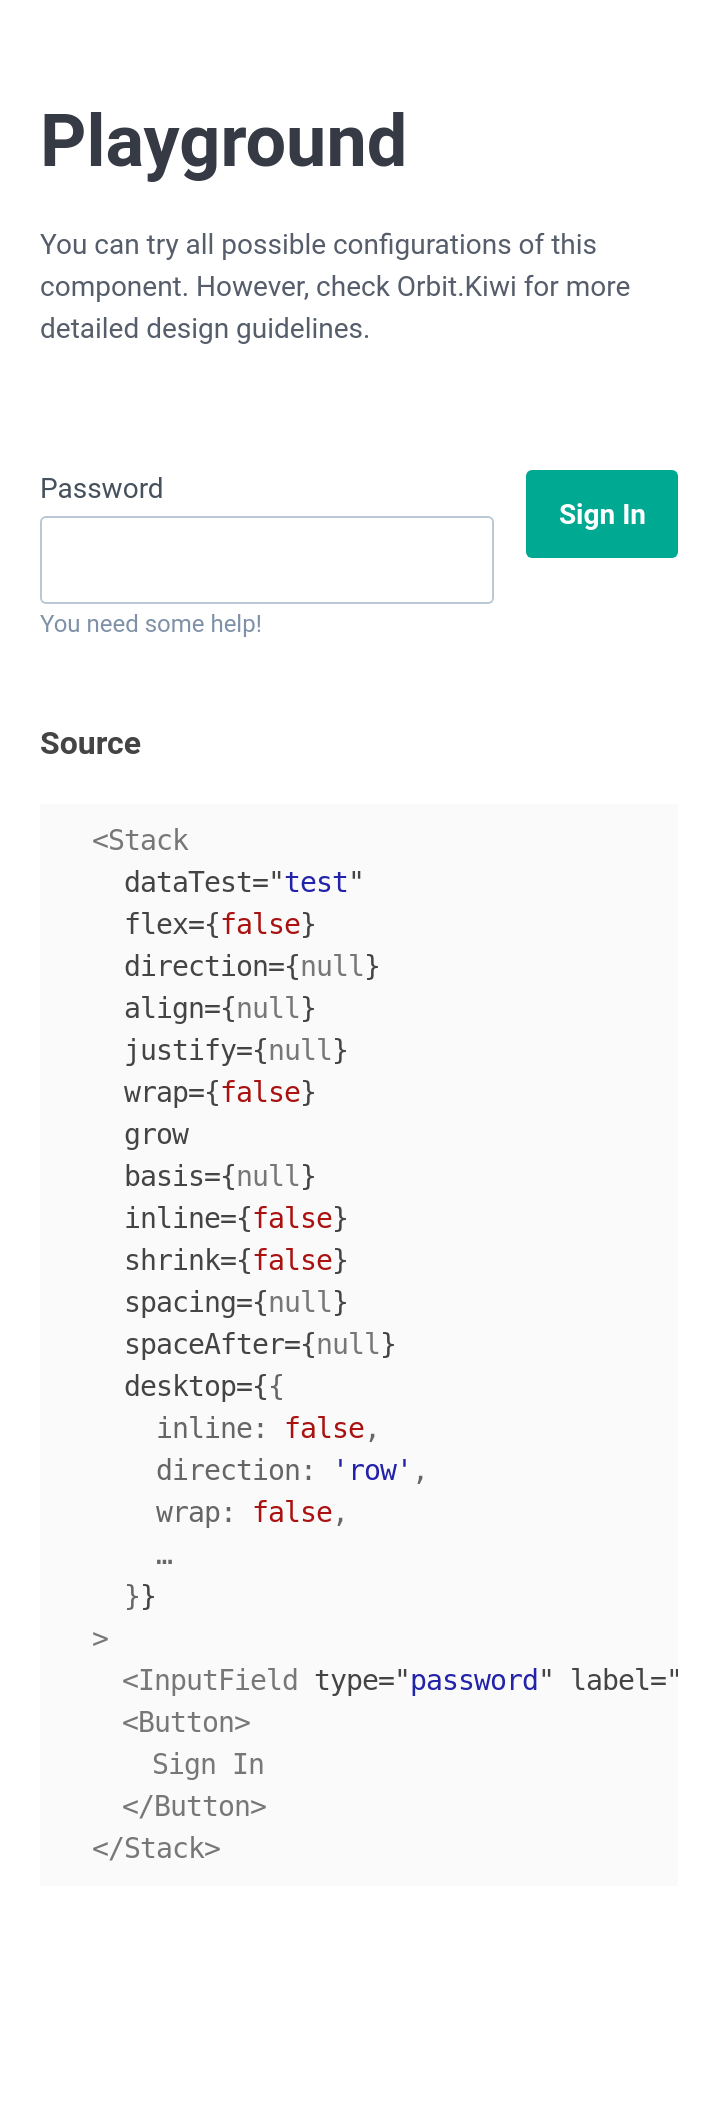 Playground
You can try all possible configurations of this
component. However, check Orbit.Kiwi for more
detailed design guidelines.
Password
Sign In
You need some help!
Source
<Stack
dataTest="test"
flex={false}
direction={null}
align={null}
justify={null}
wrap={false}
grow
basis={null}
inline={false}
shrink={false}
spacing={null}
spaceAfter={null}
desktop={{
inline: false,
direction: 'row',
wrap: false,
…
}}
>
<InputField type="password" label="
<Button>
Sign In
</Button>
</Stack>